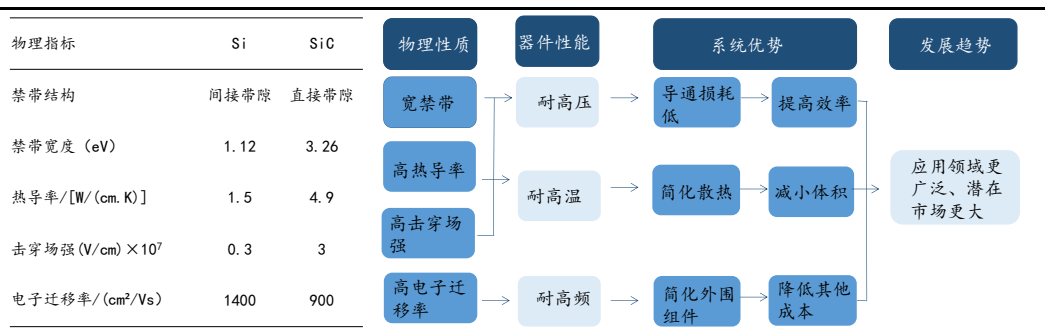 物理指标 Si SiC
禁带结构 间接带隙 直接带隙
禁带宽度 (eV) 1.12 3.26
热导率/[W/(cm.K)] 1.5 4.9
击穿场强(V/cm)×10⁷ 0.3 3
电子迁移率/(cm²/Vs) 1400 900
物理性质 器件性能 系统优势 发展趋势
宽禁带
高热导率
高击穿场
强
高电子迁
移率
耐高压
耐高温
耐高频
导通损耗
低
提高效率
简化散热
减小体积
简化外围
组件
降低其他
成本
应用领域更
广泛、潜在
市场更大